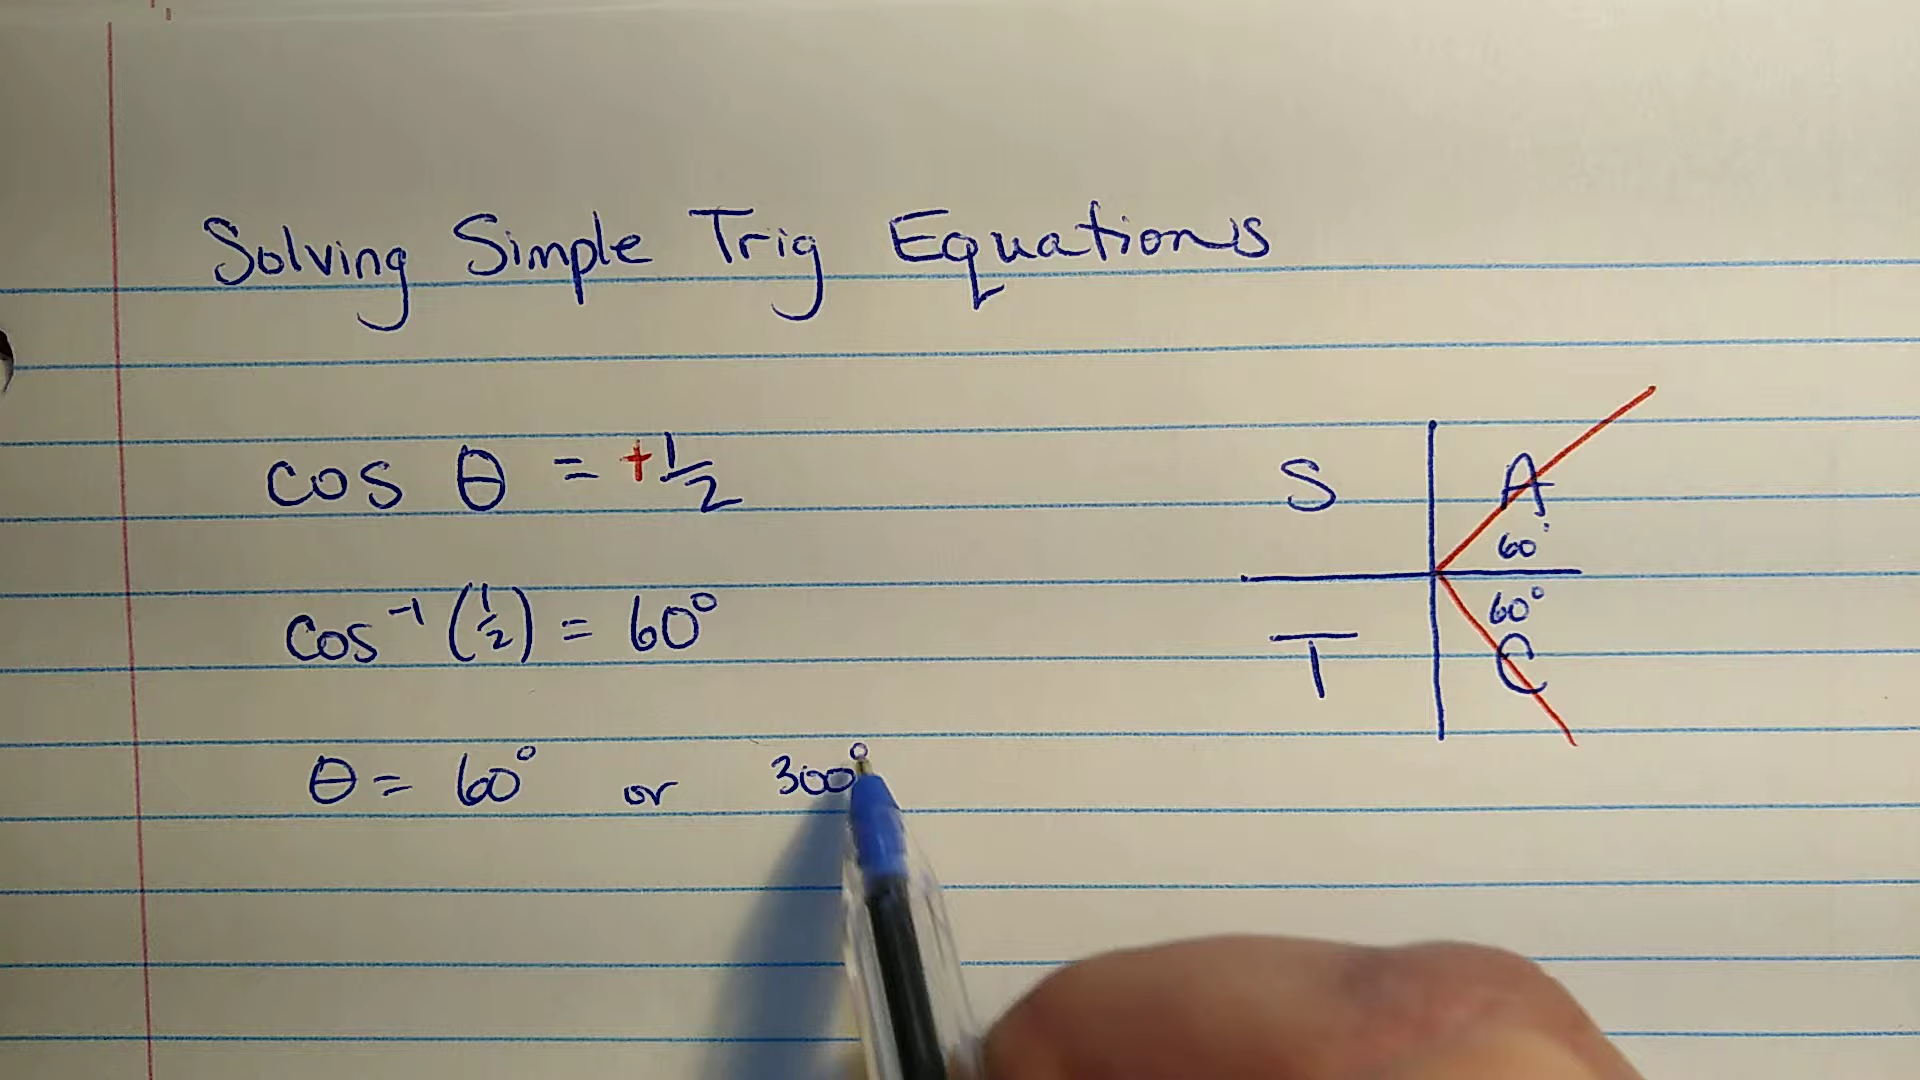 Solving Simple Trig Equations
cos θ = +1/2
S A
60°
cos⁻¹ (1/2) = 60°
60°
T C
θ = 60° or 300°